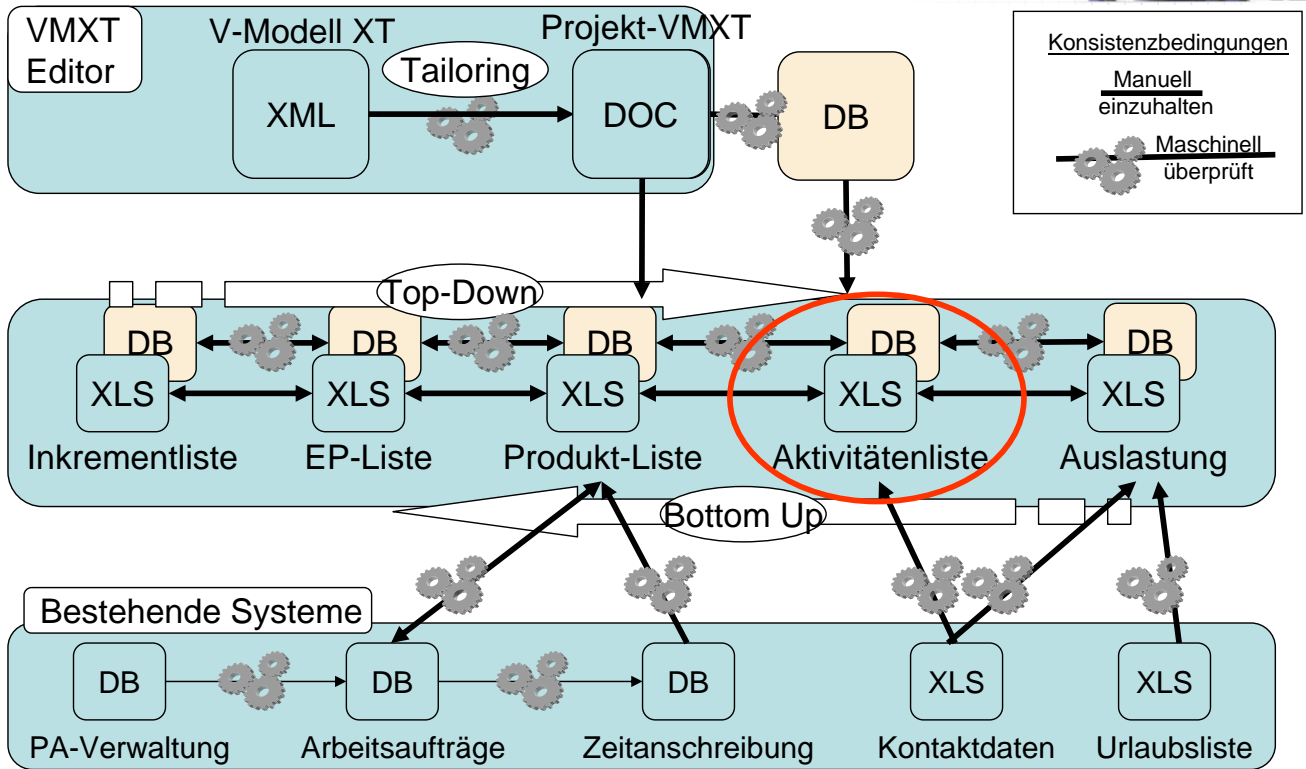 VMXT
Editor
V-Modell XT
Projekt-VMXT
Tailoring
XML
DOC
DB
Konsistenzbedingungen
Manuell
einzuhalten
Maschinell
überprüft
Top-Down
DB
DB
DB
DB
DB
XLS
XLS
XLS
XLS
XLS
Inkrementliste
EP-Liste
Produkt-Liste
Aktivitätenliste
Auslastung
Bottom Up
Bestehende Systeme
DB
DB
DB
XLS
XLS
PA-Verwaltung
Arbeitsaufträge
Zeitanschreibung
Kontaktdaten
Urlaubsliste